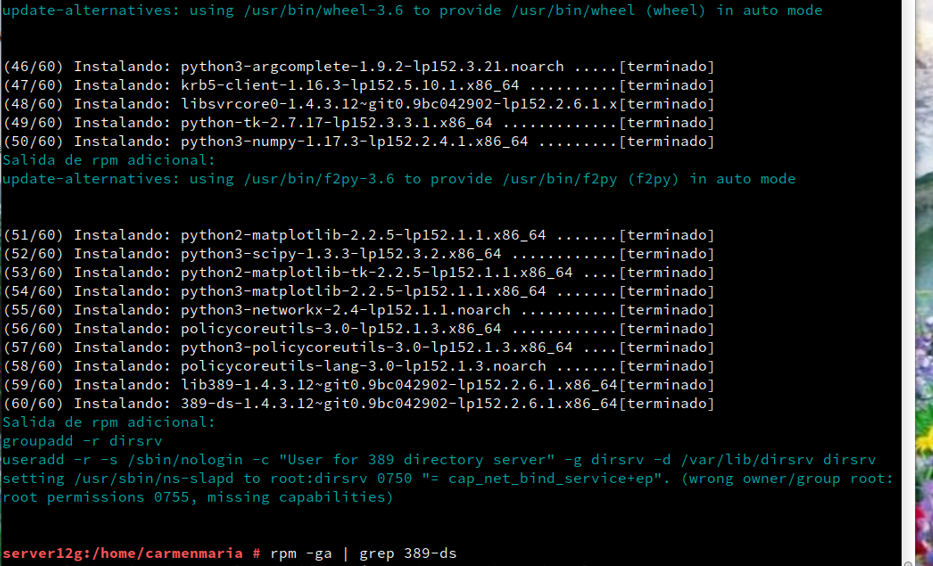 update-alternatives: using /usr/bin/wheel-3.6 to provide /usr/bin/wheel (wheel) in auto mode
(46/60) Instalando: python3-argcomplete-1.9.2-lp152.3.21.noarch .....[terminado]
(47/60) Instalando: krb5-client-1.16.3-lp152.5.10.1.x86_64 ..........[terminado]
(48/60) Instalando: libsvrcore0-1.4.3.12~git0.9bc042902-lp152.2.6.1.x[terminado]
(49/60) Instalando: python-tk-2.7.17-lp152.3.3.1.x86_64 .............[terminado]
(50/60) Instalando: python3-numpy-1.17.3-lp152.2.4.1.x86_64 .........[terminado]
Salida de rpm adicional:
update-alternatives: using /usr/bin/f2py-3.6 to provide /usr/bin/f2py (f2py) in auto mode
(51/60) Instalando: python2-matplotlib-2.2.5-lp152.1.1.x86_64 .......[terminado]
(52/60) Instalando: python3-scipy-1.3.3-lp152.3.2.x86_64 ............[terminado]
(53/60) Instalando: python2-matplotlib-tk-2.2.5-lp152.1.1.x86_64 ....[terminado]
(54/60) Instalando: python3-matplotlib-2.2.5-lp152.1.1.x86_64 .......[terminado]
(55/60) Instalando: python3-networkx-2.4-lp152.1.1.noarch ...........[terminado]
(56/60) Instalando: policycoreutils-3.0-lp152.1.3.x86_64 ............[terminado]
(57/60) Instalando: python3-policycoreutils-3.0-lp152.1.3.x86_64 ....[terminado]
(58/60) Instalando: policycoreutils-lang-3.0-lp152.1.3.noarch .......[terminado]
(59/60) Instalando: lib389-1.4.3.12~git0.9bc042902-lp152.2.6.1.x86_64[terminado]
(60/60) Instalando: 389-ds-1.4.3.12~git0.9bc042902-lp152.2.6.1.x86_64[terminado]
Salida de rpm adicional:
groupadd -r dirsrv
useradd -r -s /sbin/nologin -c "User for 389 directory server" -g dirsrv -d /var/lib/dirsrv dirsrv
setting /usr/sbin/ns-slapd to root:dirsrv 0750 "= cap_net_bind_service+ep". (wrong owner/group root:
root permissions 0755, missing capabilities)
server12g:/home/carmenmaria # rpm -ga | grep 389-ds